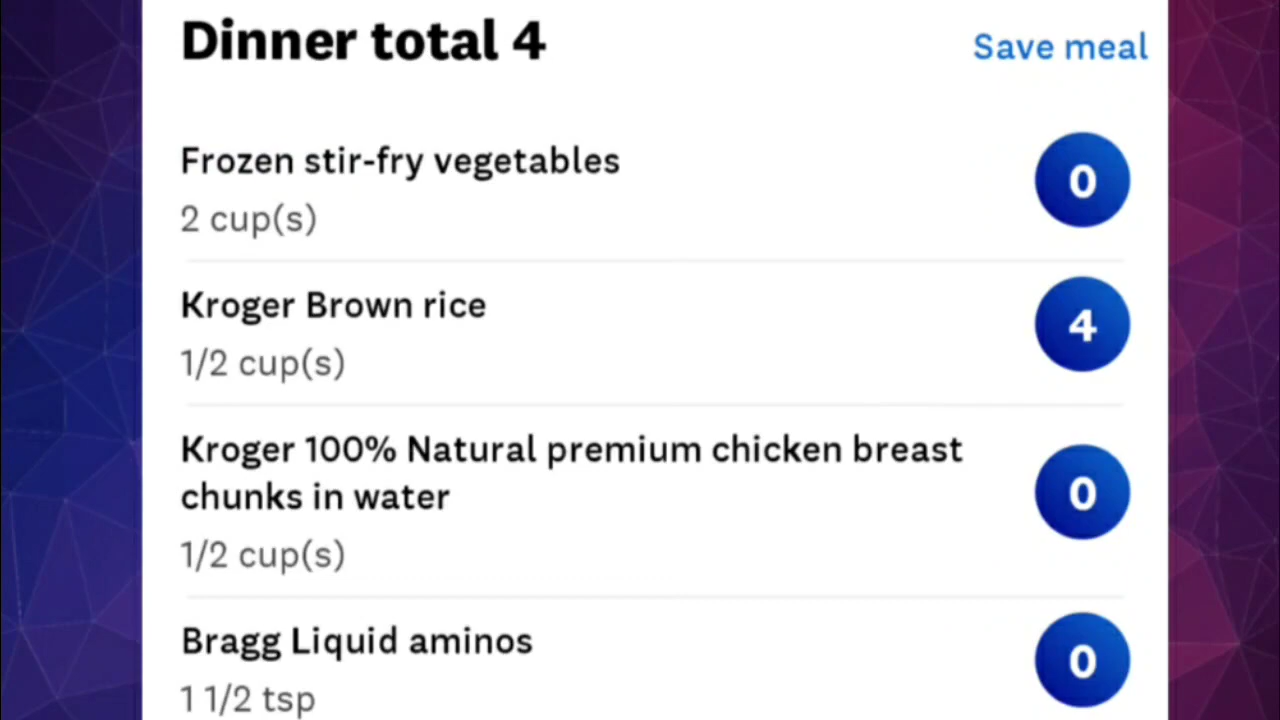 Dinner total 4
Save meal
Frozen stir-fry vegetables
0
2 cup(s)
Kroger Brown rice
4
1/2 cup(s)
Kroger 100% Natural premium chicken breast
chunks in water
0
1/2 cup(s)
Bragg Liquid aminos
0
1 1/2 tsp